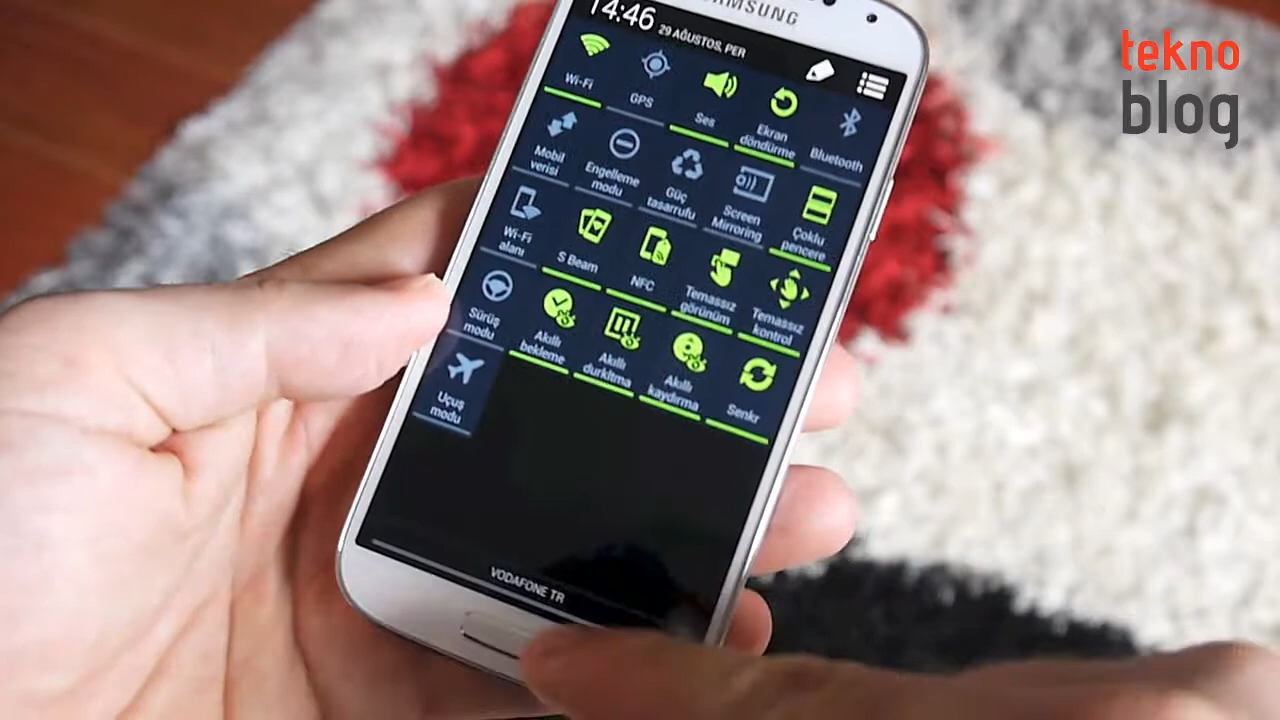 SAMSUNG
14:46 29 AĞUSTOS, PER
Wi-Fi
GPS
Ses
Ekran
döndürme
Bluetooth
Mobil
verisi
Engelleme
modu
Güç
tasarrufu
Screen
Mirroring
Çoklu
pencere
Wi-Fi
alanı
S Beam
NFC
Temassız
görünüm
Temassız
kontrol
Sürüş
modu
Akıllı
bekleme
Akıllı
durkltma
Akıllı
kaydırma
Senkr
Uçuş
modu
VODAFONE TR
tekno
blog